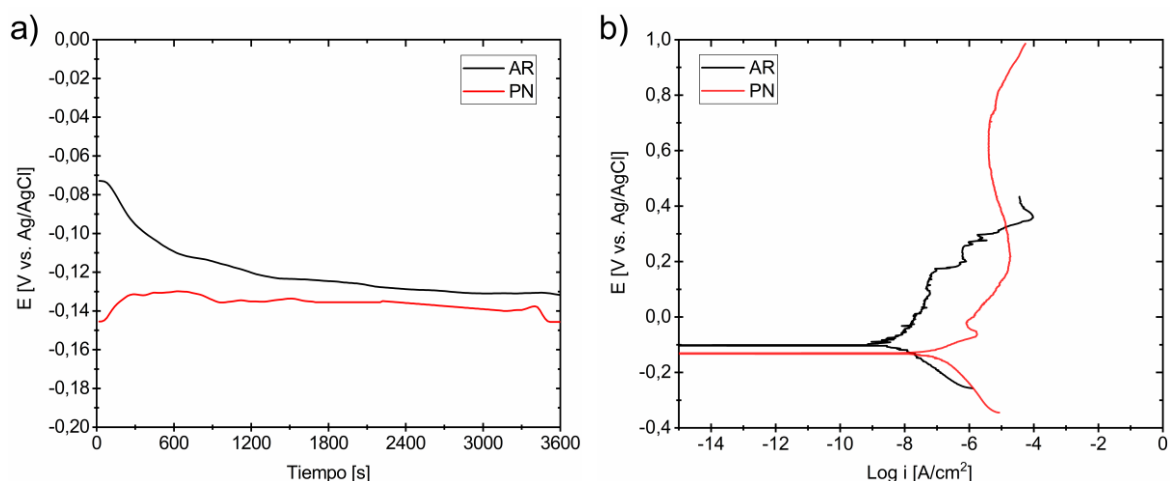 a)
0,00
-0,02
-0,04
-0,06
-0,08
-0,10
-0,12
-0,14
-0,16
-0,18
-0,20
E [V vs. Ag/AgCl]
AR
PN
0 600 1200 1800 2400 3000 3600
Tiempo [s]
b)
1,0
0,8
0,6
0,4
0,2
0,0
-0,2
-0,4
E [V vs. Ag/AgCl]
AR
PN
-14 -12 -10 -8 -6 -4 -2 0
Log i [A/cm²]